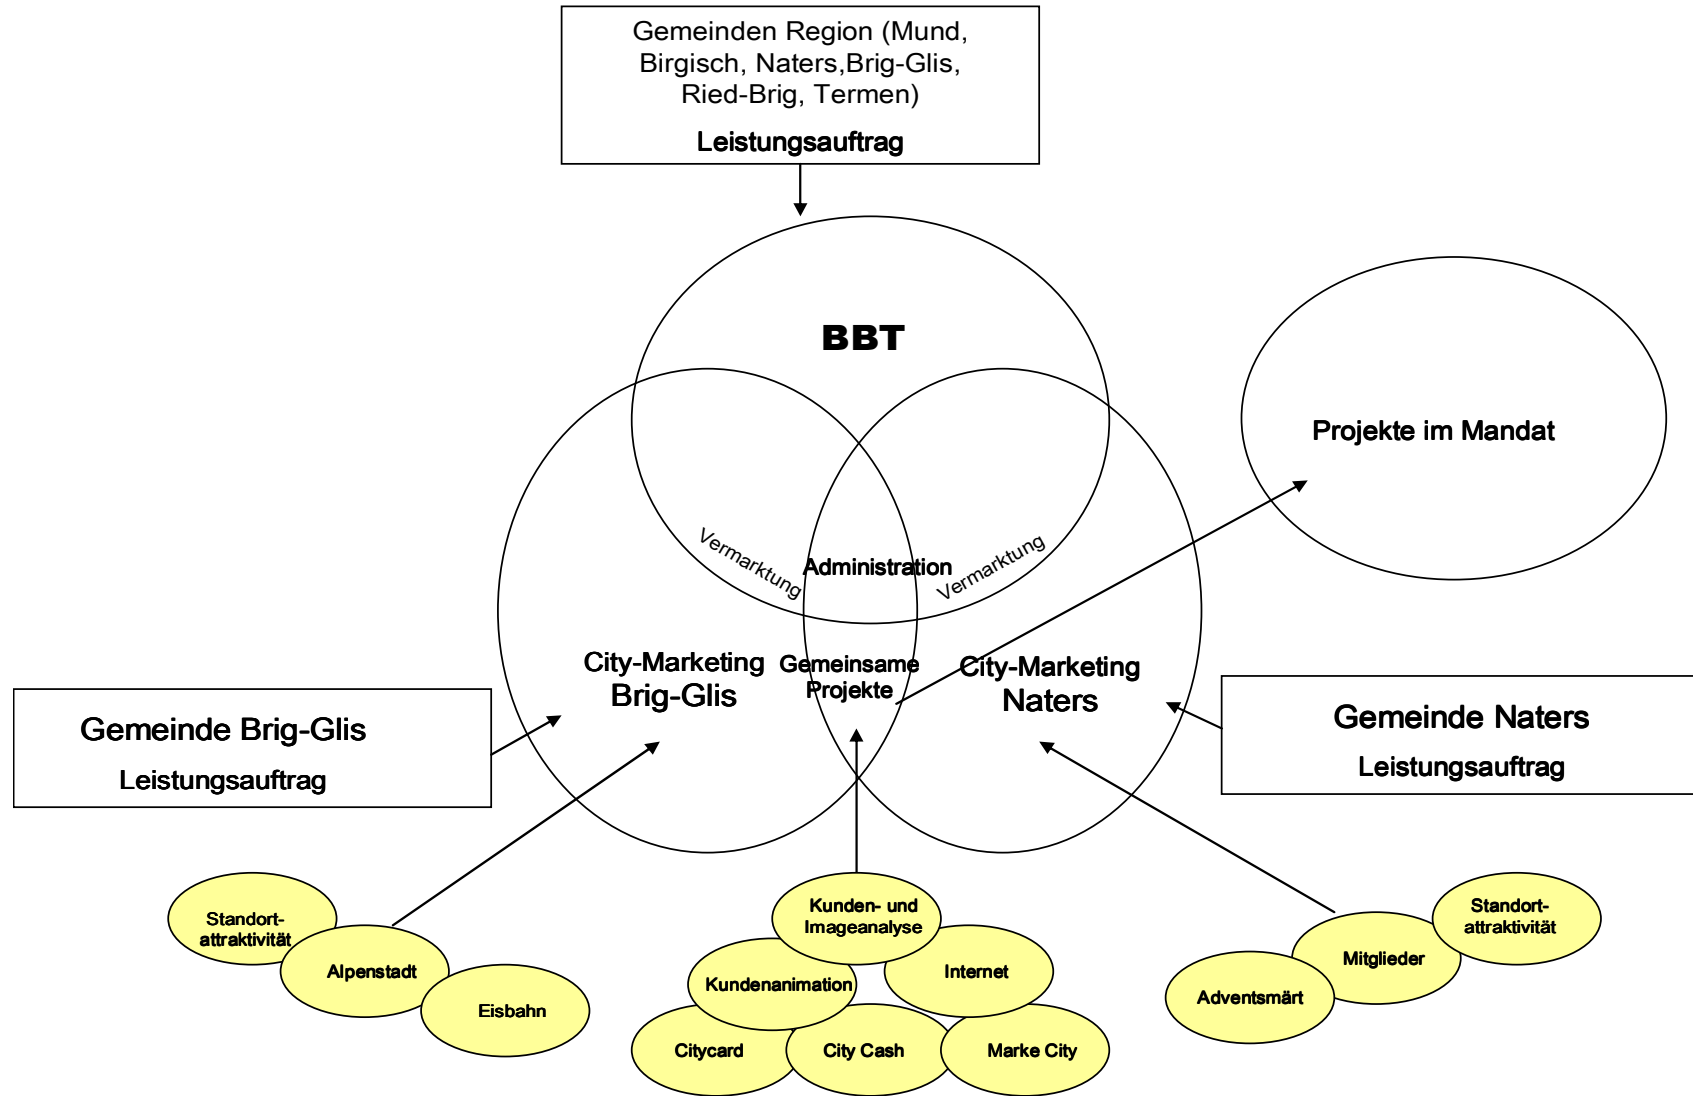 Gemeinden Region (Mund,
Birgisch, Naters,Brig-Glis,
Ried-Brig, Termen)
Leistungsauftrag
BBT
Projekte im Mandat
Vermarktung
Administration
Vermarktung
City-Marketing
Brig-Glis
Gemeinsame
Projekte
City-Marketing
Naters
Gemeinde Brig-Glis
Leistungsauftrag
Gemeinde Naters
Leistungsauftrag
Standort-
attraktivität
Alpenstadt
Eisbahn
Kunden- und
Imageanalyse
Kundenanimation
Internet
Citycard
City Cash
Marke City
Adventsmärt
Mitglieder
Standort-
attraktivität